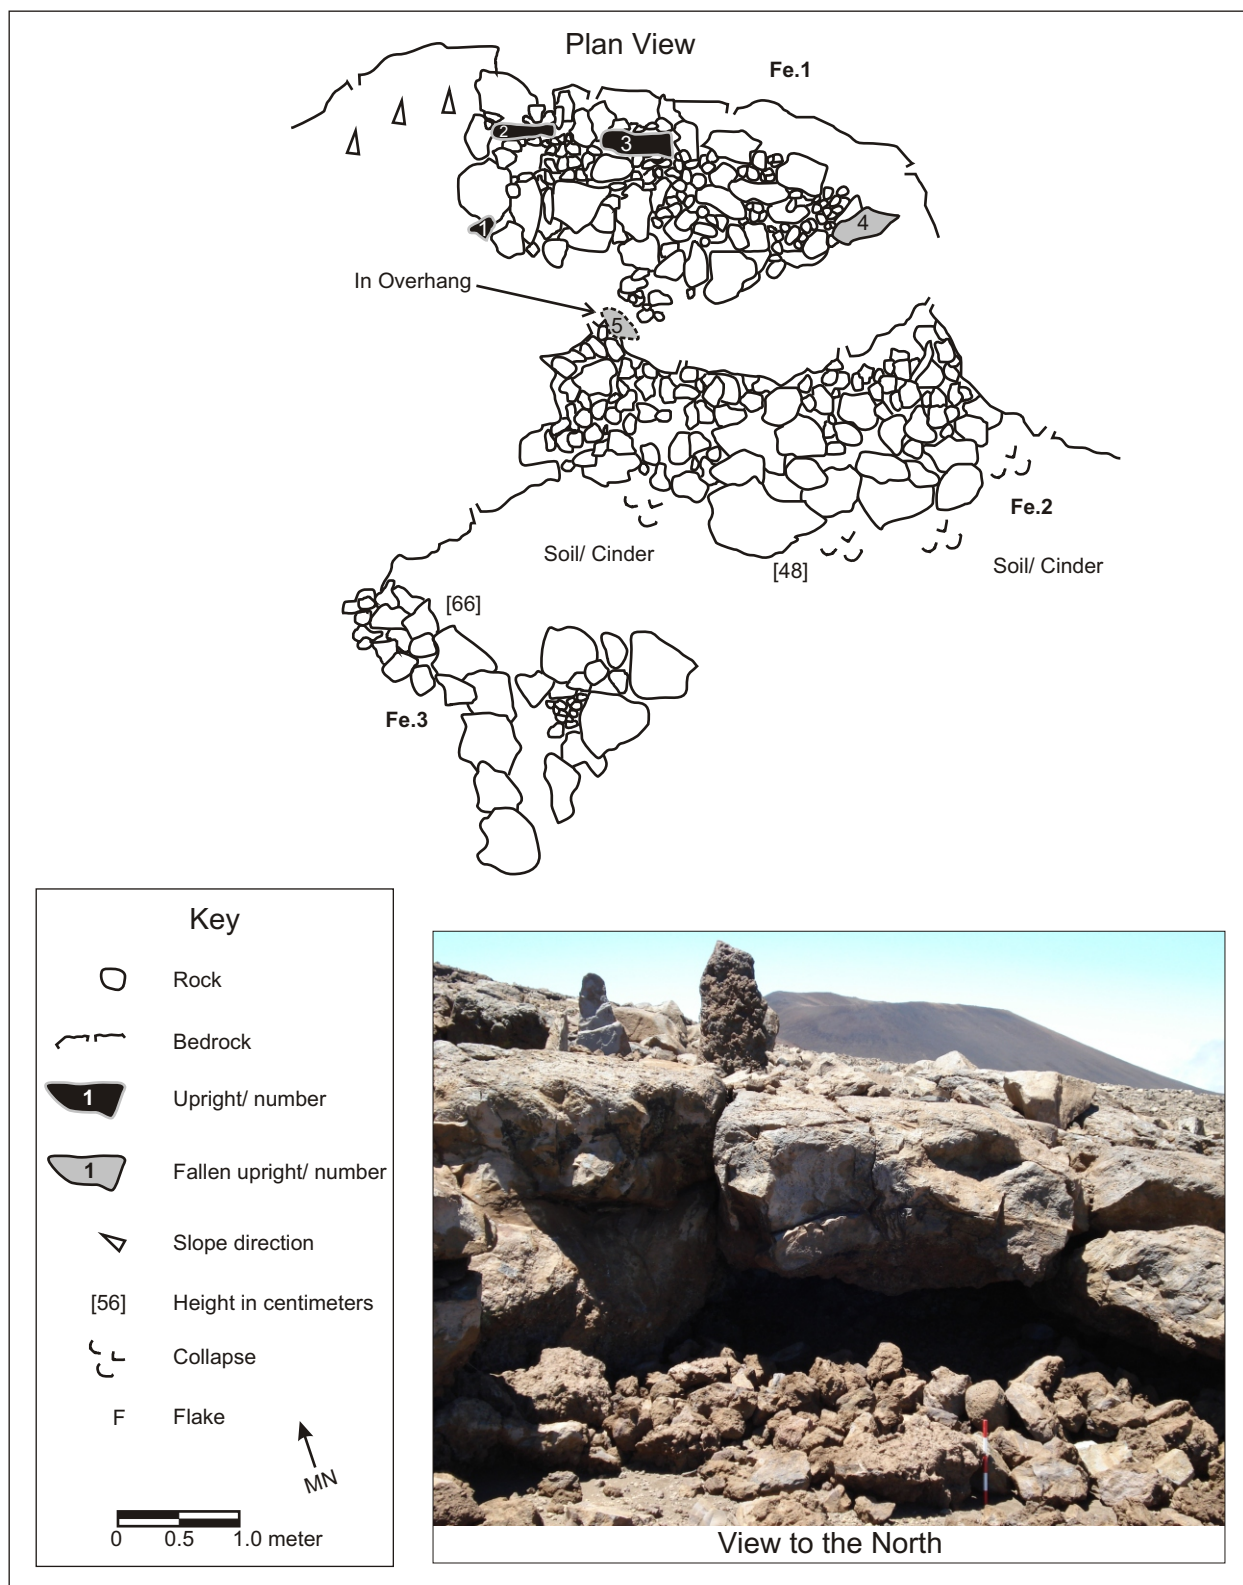 Plan View
Fe.1
2
3
1
4
In Overhang
5
Fe.2
Soil/ Cinder
[48]
Soil/ Cinder
[66]
Fe.3
Key
Rock
Bedrock
1 Upright/ number
1 Fallen upright/ number
Slope direction
[56] Height in centimeters
Collapse
F Flake
MN
0 0.5 1.0 meter
View to the North